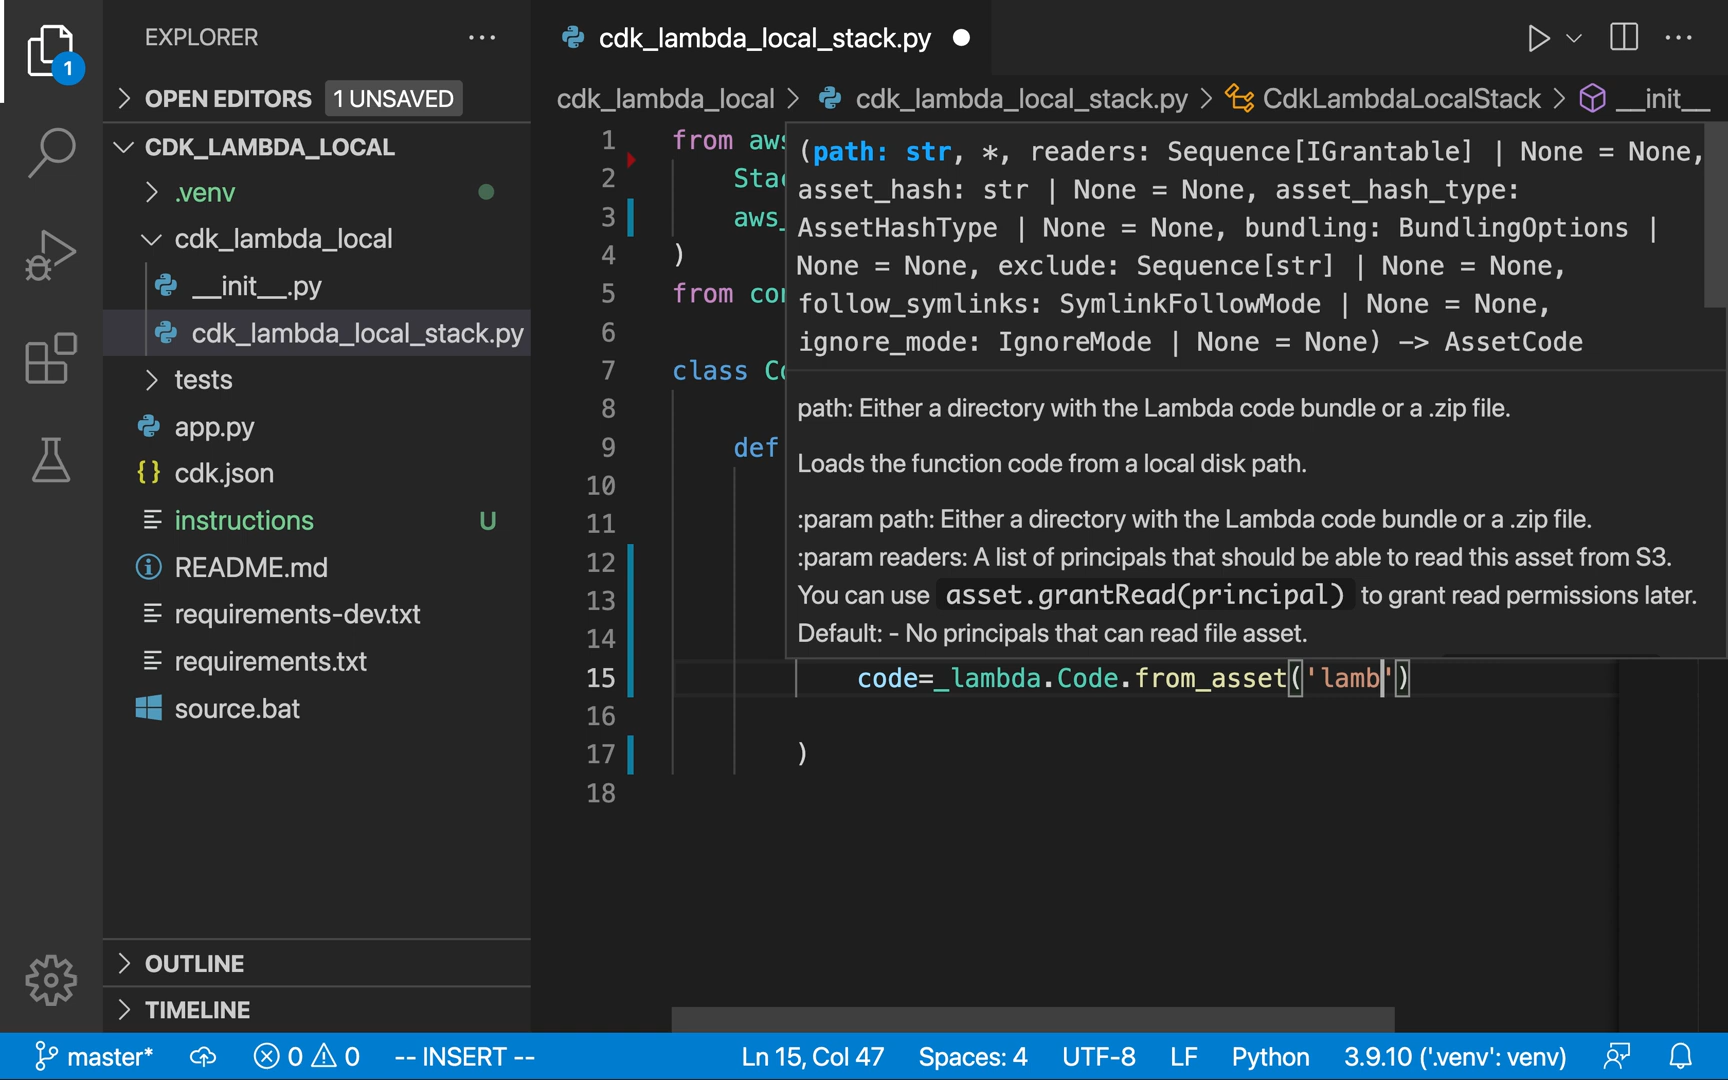 EXPLORER
OPEN EDITORS 1 UNSAVED
CDK_LAMBDA_LOCAL
.venv
cdk_lambda_local
__init__.py
cdk_lambda_local_stack.py
tests
app.py
cdk.json
instructions U
README.md
requirements-dev.txt
requirements.txt
source.bat
OUTLINE
TIMELINE
1
cdk_lambda_local_stack.py
cdk_lambda_local > cdk_lambda_local_stack.py > CdkLambdaLocalStack > __init__
1 from aws
2 Stac
3 aws_
4 )
5 from con
6
7 class Cd
8
9 def
10
11
12
13
14
15 code=_lambda.Code.from_asset('lamb')
16
17 )
18
(path: str, *, readers: Sequence[IGrantable] | None = None,
asset_hash: str | None = None, asset_hash_type:
AssetHashType | None = None, bundling: BundlingOptions |
None = None, exclude: Sequence[str] | None = None,
follow_symlinks: SymlinkFollowMode | None = None,
ignore_mode: IgnoreMode | None = None) -> AssetCode
path: Either a directory with the Lambda code bundle or a .zip file.
Loads the function code from a local disk path.
:param path: Either a directory with the Lambda code bundle or a .zip file.
:param readers: A list of principals that should be able to read this asset from S3.
You can use asset.grantRead(principal) to grant read permissions later.
Default: - No principals that can read file asset.
master* 0 0 -- INSERT -- Ln 15, Col 47 Spaces: 4 UTF-8 LF Python 3.9.10 ('.venv': venv)